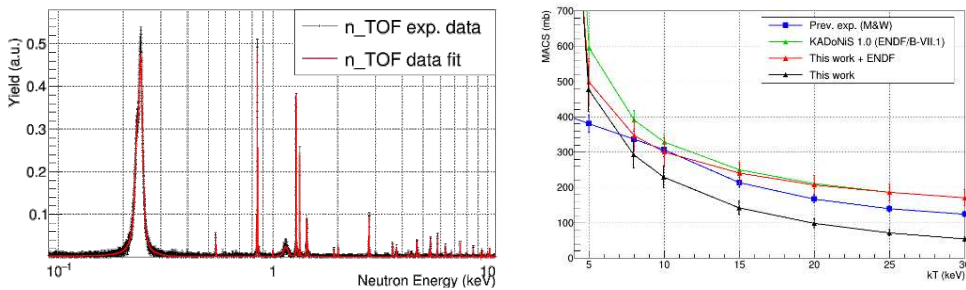 Yield (a.u.)
0.5
0.4
0.3
0.2
0.1
n_TOF exp. data
n_TOF data fit
10⁻¹
1
10
Neutron Energy (keV)
MACS (mb)
700
600
500
400
300
200
100
0
Prev. exp. (M&W)
KADoNiS 1.0 (ENDF/B-VII.1)
This work + ENDF
This work
5
10
15
20
25
30
kT (keV)